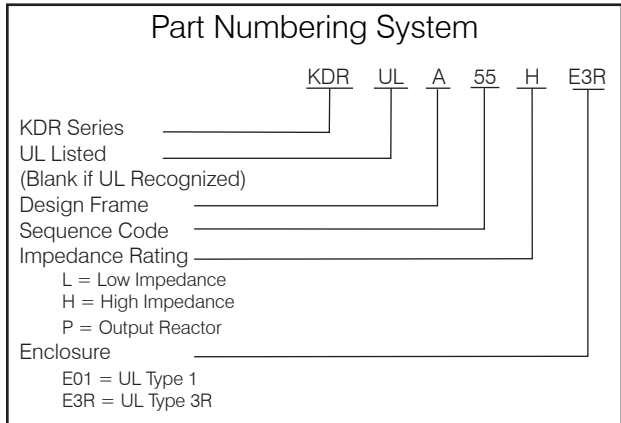 Part Numbering System
KDR UL A 55 H E3R
KDR Series
UL Listed
(Blank if UL Recognized)
Design Frame
Sequence Code
Impedance Rating
L = Low Impedance
H = High Impedance
P = Output Reactor
Enclosure
E01 = UL Type 1
E3R = UL Type 3R